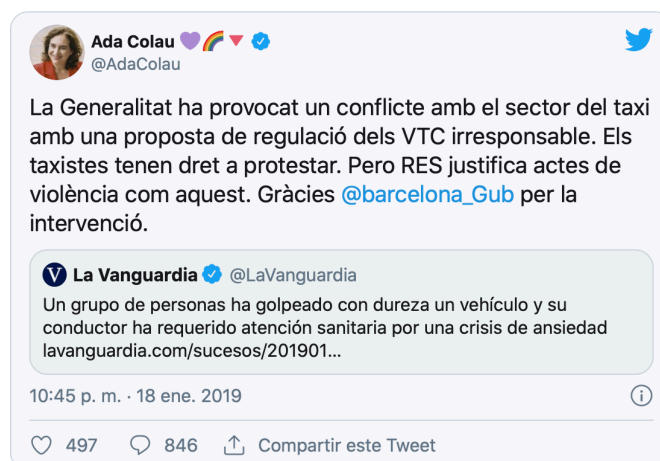 Ada Colau 💜🌈🔻
@AdaColau
La Generalitat ha provocat un conflicte amb el sector del taxi
amb una proposta de regulació dels VTC irresponsable. Els
taxistes tenen dret a protestar. Pero RES justifica actes de
violència com aquest. Gràcies @barcelona_Gub per la
intervenció.
V La Vanguardia @LaVanguardia
Un grupo de personas ha golpeado con dureza un vehículo y su
conductor ha requerido atención sanitaria por una crisis de ansiedad
lavanguardia.com/sucesos/201901...
10:45 p. m. · 18 ene. 2019
497 846 Compartir este Tweet